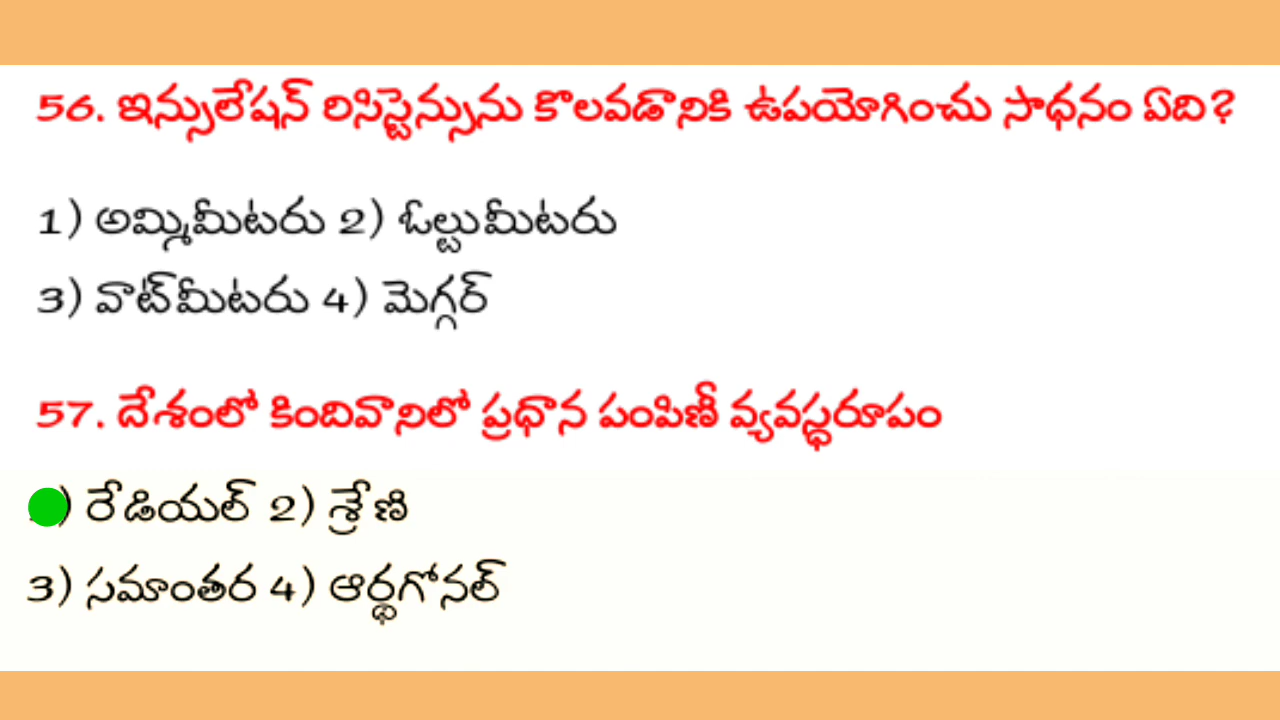 56. ఇన్సులేషన్ రిసిస్టెన్సును కొలవడానికి ఉపయోగించు సాధనం ఏది?
1) అమ్మిమీటరు 2) ఓల్టుమీటరు
3) వాట్‌మీటరు 4) మెగ్గర్
57. దేశంలో కిందివానిలో ప్రధాన పంపిణీ వ్యవస్థరూపం
) రేడియల్ 2) శ్రేణి
3) సమాంతర 4) ఆర్థగోనల్